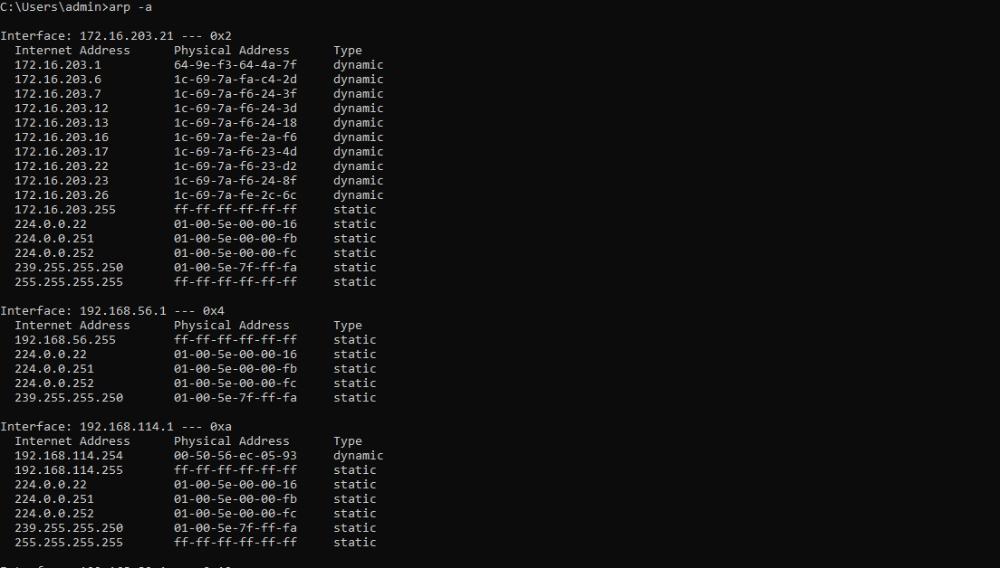 C:\Users\admin>arp -a
Interface: 172.16.203.21 --- 0x2
Internet Address Physical Address Type
172.16.203.1 64-9e-f3-64-4a-7f dynamic
172.16.203.6 1c-69-7a-fa-c4-2d dynamic
172.16.203.7 1c-69-7a-f6-24-3f dynamic
172.16.203.12 1c-69-7a-f6-24-3d dynamic
172.16.203.13 1c-69-7a-f6-24-18 dynamic
172.16.203.16 1c-69-7a-fe-2a-f6 dynamic
172.16.203.17 1c-69-7a-f6-23-4d dynamic
172.16.203.22 1c-69-7a-f6-23-d2 dynamic
172.16.203.23 1c-69-7a-f6-24-8f dynamic
172.16.203.26 1c-69-7a-fe-2c-6c dynamic
172.16.203.255 ff-ff-ff-ff-ff-ff static
224.0.0.22 01-00-5e-00-00-16 static
224.0.0.251 01-00-5e-00-00-fb static
224.0.0.252 01-00-5e-00-00-fc static
239.255.255.250 01-00-5e-7f-ff-fa static
255.255.255.255 ff-ff-ff-ff-ff-ff static
Interface: 192.168.56.1 --- 0x4
Internet Address Physical Address Type
192.168.56.255 ff-ff-ff-ff-ff-ff static
224.0.0.22 01-00-5e-00-00-16 static
224.0.0.251 01-00-5e-00-00-fb static
224.0.0.252 01-00-5e-00-00-fc static
239.255.255.250 01-00-5e-7f-ff-fa static
Interface: 192.168.114.1 --- 0xa
Internet Address Physical Address Type
192.168.114.254 00-50-56-ec-05-93 dynamic
192.168.114.255 ff-ff-ff-ff-ff-ff static
224.0.0.22 01-00-5e-00-00-16 static
224.0.0.251 01-00-5e-00-00-fb static
224.0.0.252 01-00-5e-00-00-fc static
239.255.255.250 01-00-5e-7f-ff-fa static
255.255.255.255 ff-ff-ff-ff-ff-ff static